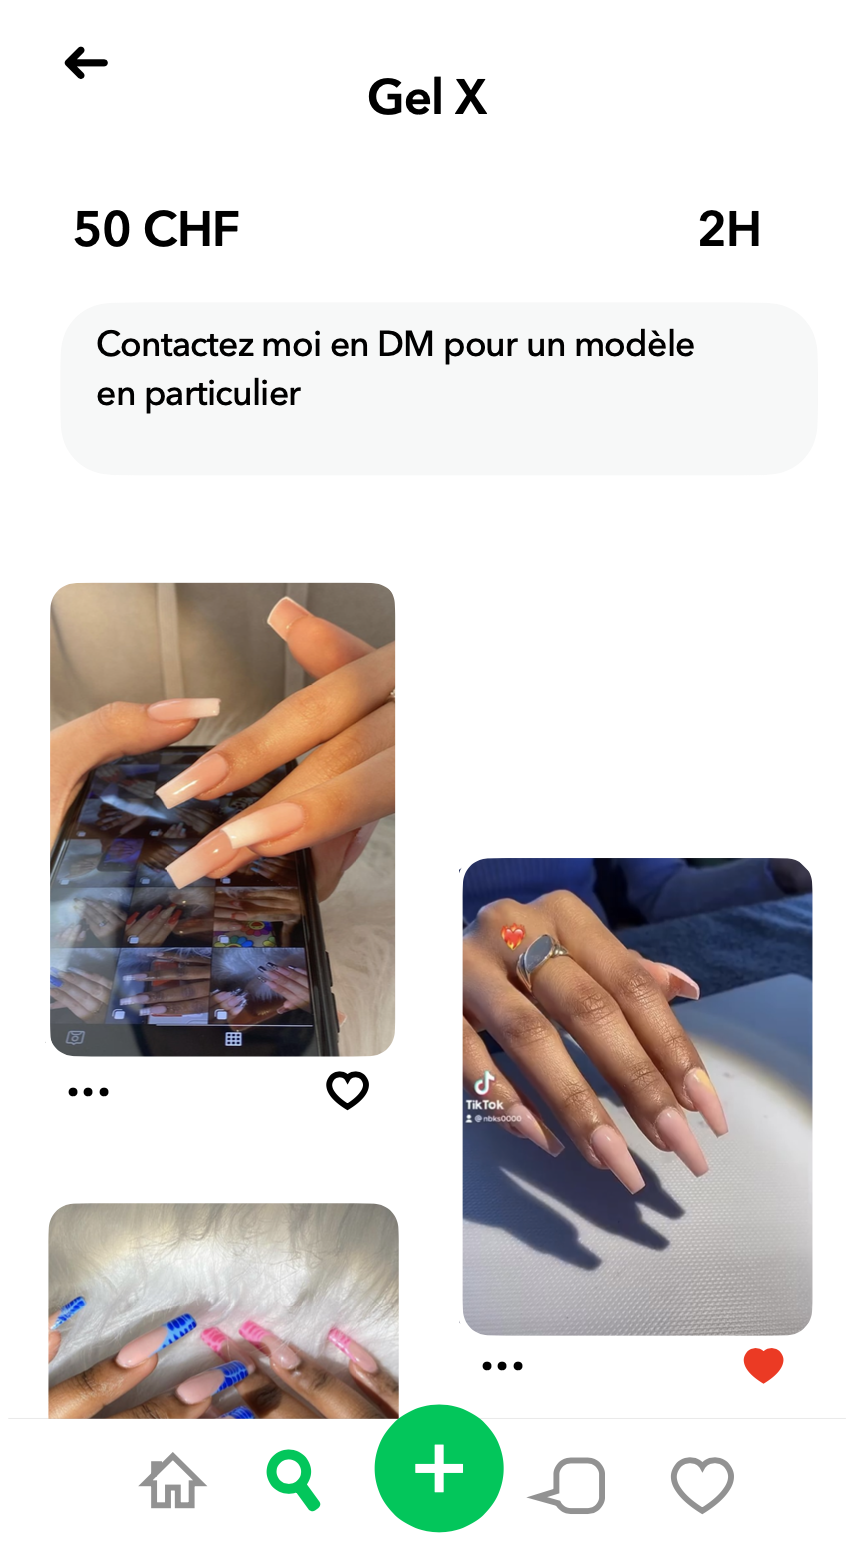 Gel X
50 CHF
2H
Contactez moi en DM pour un modèle
en particulier
TikTok
@nbks0000